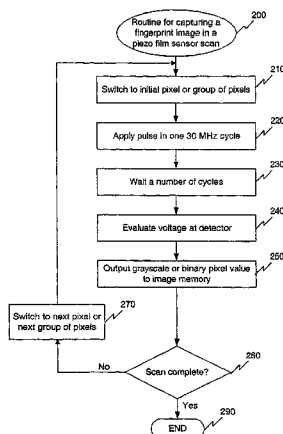 Routine for capturing a
fingerprint image in a
piezo film sensor scan
200
210
Switch to initial pixel or group of pixels
220
Apply pulse in one 30 MHz cycle
230
Wait a number of cycles
240
Evaluate voltage at detector
250
Output grayscale or binary pixel value
to image memory
270
Switch to next pixel or
next group of pixels
260
No
Scan complete?
Yes
END
290